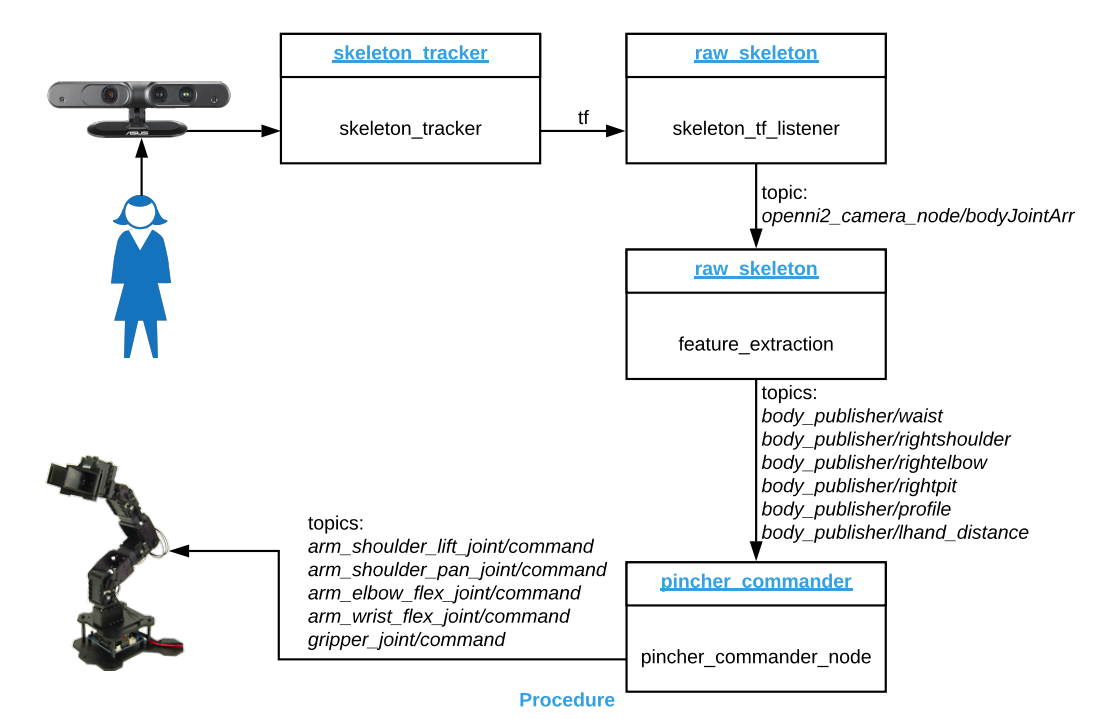 skeleton_tracker
skeleton_tracker
ASUS
tf
raw_skeleton
skeleton_tf_listener
topic:
openni2_camera_node/bodyJointArr
raw_skeleton
feature_extraction
topics:
body_publisher/waist
body_publisher/rightshoulder
body_publisher/rightelbow
body_publisher/rightpit
body_publisher/profile
body_publisher/lhand_distance
pincher_commander
pincher_commander_node
topics:
arm_shoulder_lift_joint/command
arm_shoulder_pan_joint/command
arm_elbow_flex_joint/command
arm_wrist_flex_joint/command
gripper_joint/command
Procedure